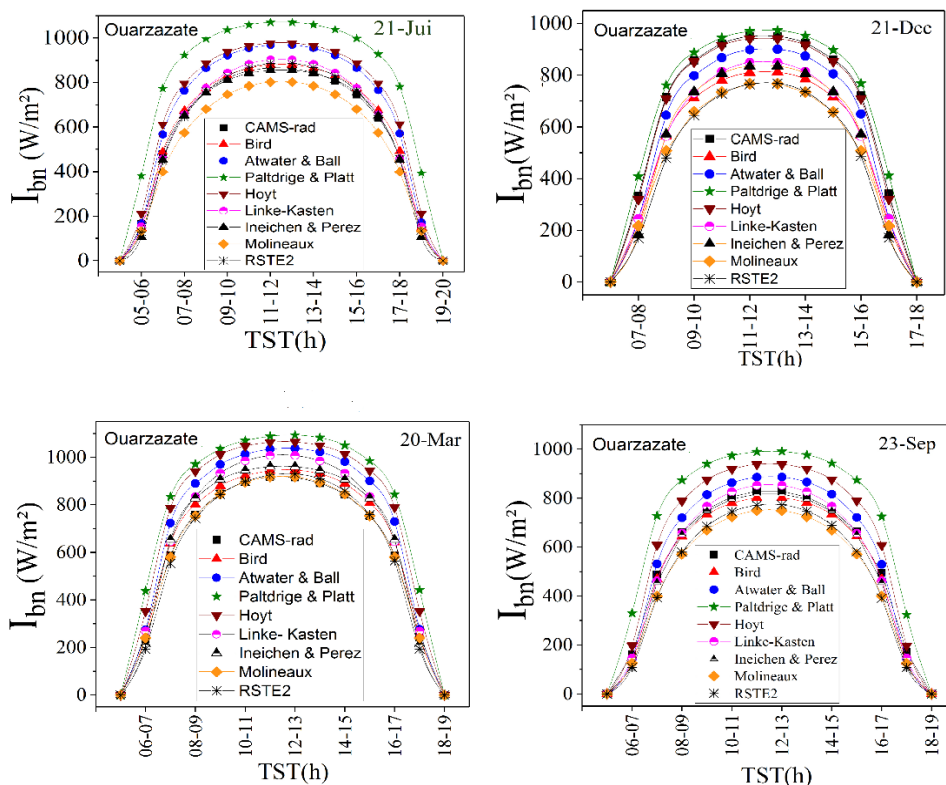 Ouarzazate
21-Jui
I_bn (W/m²)
1000
800
600
400
200
0
CAMS-rad
Bird
Atwater & Ball
Paltdrige & Platt
Hoyt
Linke-Kasten
Ineichen & Perez
Molineaux
RSTE2
05-06
07-08
09-10
11-12
13-14
15-16
17-18
19-20
TST(h)
Ouarzazate
21-Dec
I_bn (W/m²)
1000
800
600
400
200
0
CAMS-rad
Bird
Atwater & Ball
Paltdrige & Platt
Hoyt
Linke-Kasten
Ineichen & Perez
Molineaux
RSTE2
07-08
09-10
11-12
13-14
15-16
17-18
TST(h)
Ouarzazate
20-Mar
I_bn (W/m²)
1000
800
600
400
200
0
CAMS-rad
Bird
Atwater & Ball
Paltdrige & Platt
Hoyt
Linke- Kasten
Ineichen & Perez
Molineaux
RSTE2
06-07
08-09
10-11
12-13
14-15
16-17
18-19
TST(h)
Ouarzazate
23-Sep
I_bn (W/m²)
1000
800
600
400
200
0
CAMS-rad
Bird
Atwater & Ball
Paltdrige & Platt
Hoyt
Linke-Kasten
Ineichen & Perez
Molineaux
RSTE2
06-07
08-09
10-11
12-13
14-15
16-17
18-19
TST(h)